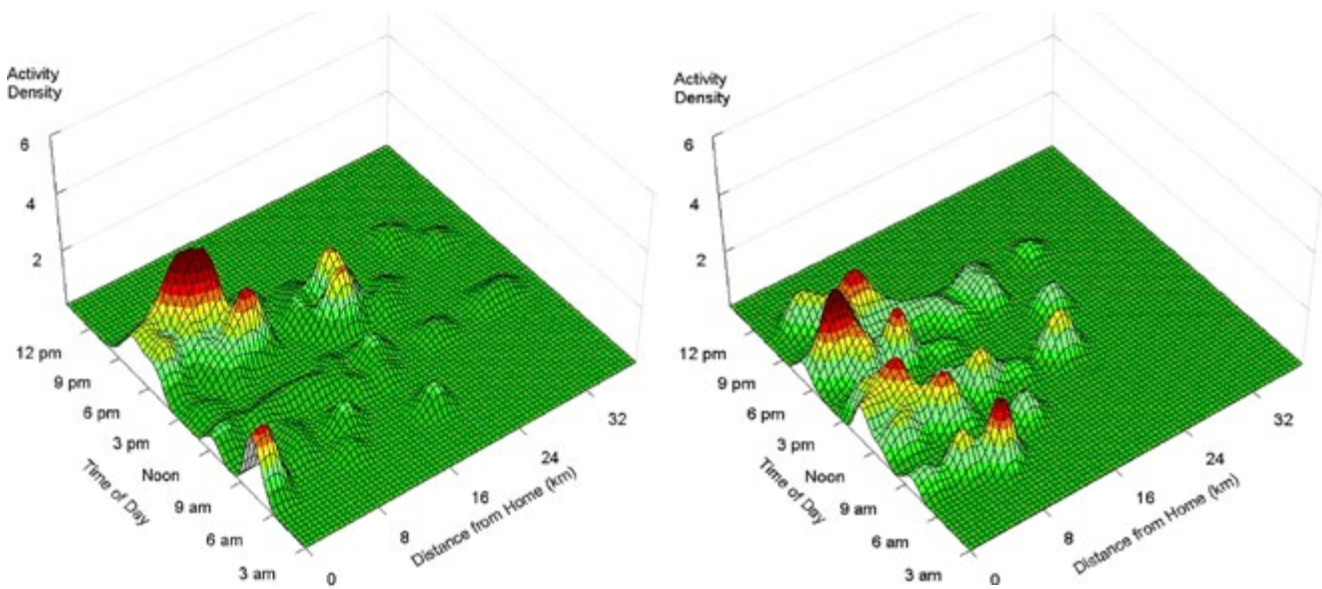 Activity
Density
6
4
2
12 pm
9 pm
6 pm
3 pm
Noon
9 am
6 am
3 am
Time of Day
0
8
16
24
32
Distance from Home (km)
Activity
Density
6
4
2
12 pm
9 pm
6 pm
3 pm
Noon
9 am
6 am
3 am
Time of Day
0
8
16
24
32
Distance from Home (km)